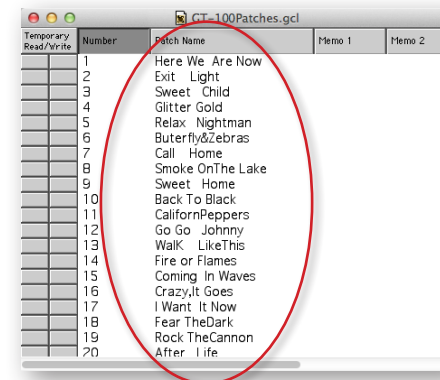 GT-100Patches.gcl
Temporary Read/Write Number Patch Name Memo 1 Memo 2
1 Here We Are Now
2 Exit Light
3 Sweet Child
4 Glitter Gold
5 Relax Nightman
6 Buterfly&Zebras
7 Call Home
8 Smoke OnThe Lake
9 Sweet Home
10 Back To Black
11 CalifornPeppers
12 Go Go Johnny
13 WalK LikeThis
14 Fire or Flames
15 Coming In Waves
16 Crazy,It Goes
17 I Want It Now
18 Fear TheDark
19 Rock TheCannon
20 After Life